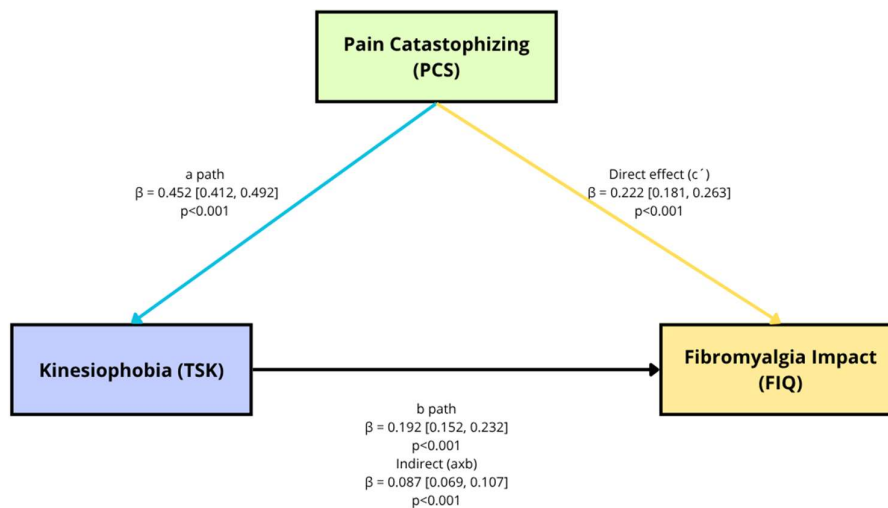 Pain Catastophizing
(PCS)
a path
β = 0.452 [0.412, 0.492]
p<0.001
Direct effect (c´)
β = 0.222 [0.181, 0.263]
p<0.001
Kinesiophobia (TSK)
Fibromyalgia Impact
(FIQ)
b path
β = 0.192 [0.152, 0.232]
p<0.001
Indirect (axb)
β = 0.087 [0.069, 0.107]
p<0.001